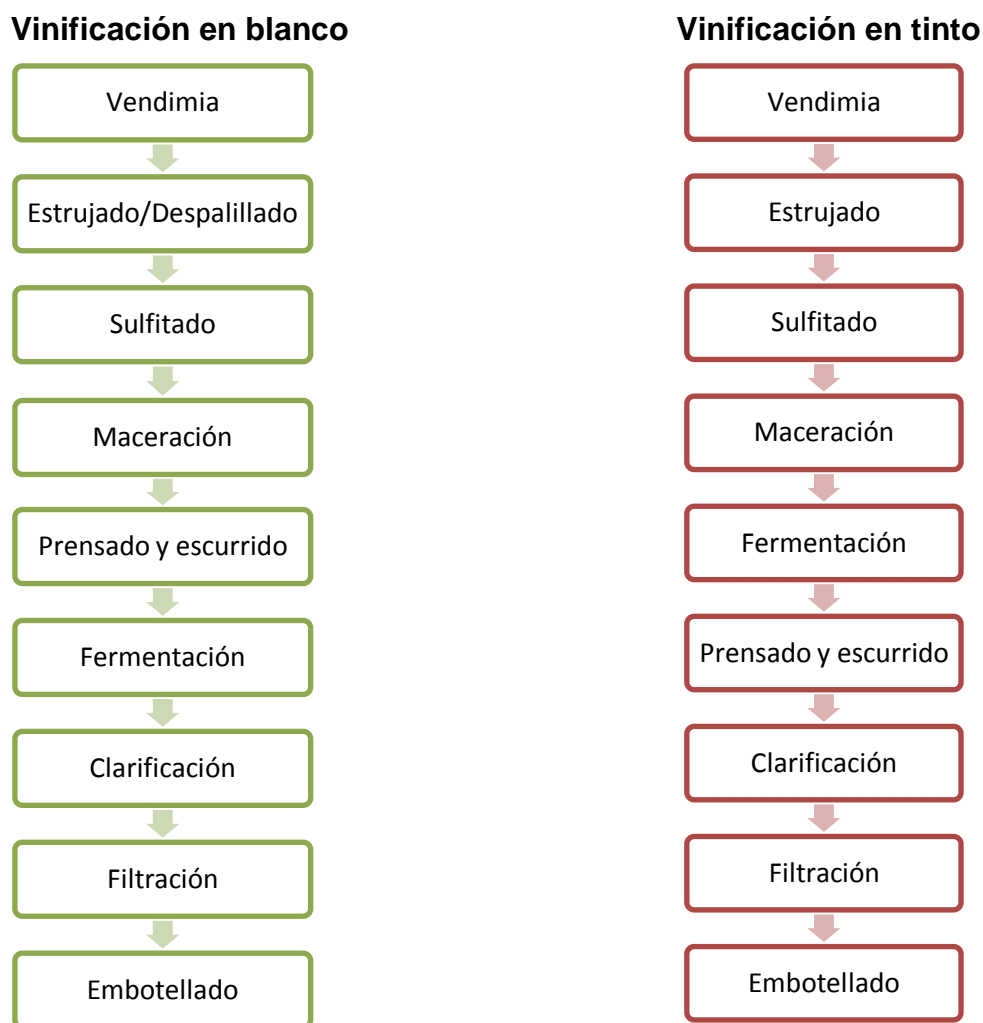 Vinificación en blanco
Vendimia
Estrujado/Despalillado
Sulfitado
Maceración
Prensado y escurrido
Fermentación
Clarificación
Filtración
Embotellado
Vinificación en tinto
Vendimia
Estrujado
Sulfitado
Maceración
Fermentación
Prensado y escurrido
Clarificación
Filtración
Embotellado